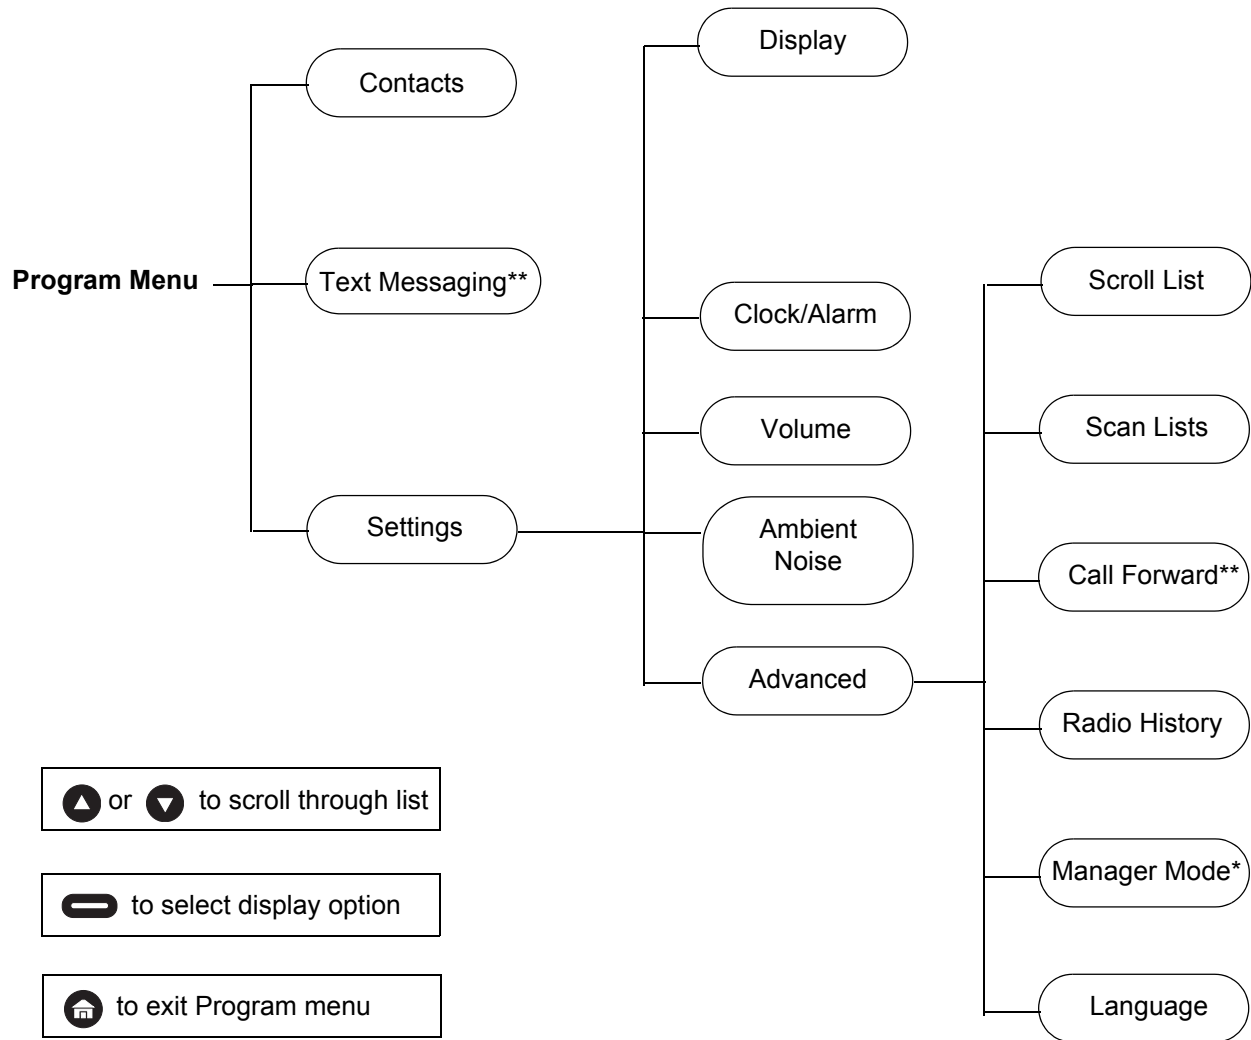 Program Menu
Contacts
Text Messaging**
Settings
Display
Clock/Alarm
Volume
Ambient
Noise
Advanced
Scroll List
Scan Lists
Call Forward**
Radio History
Manager Mode*
Language
or to scroll through list
to select display option
to exit Program menu